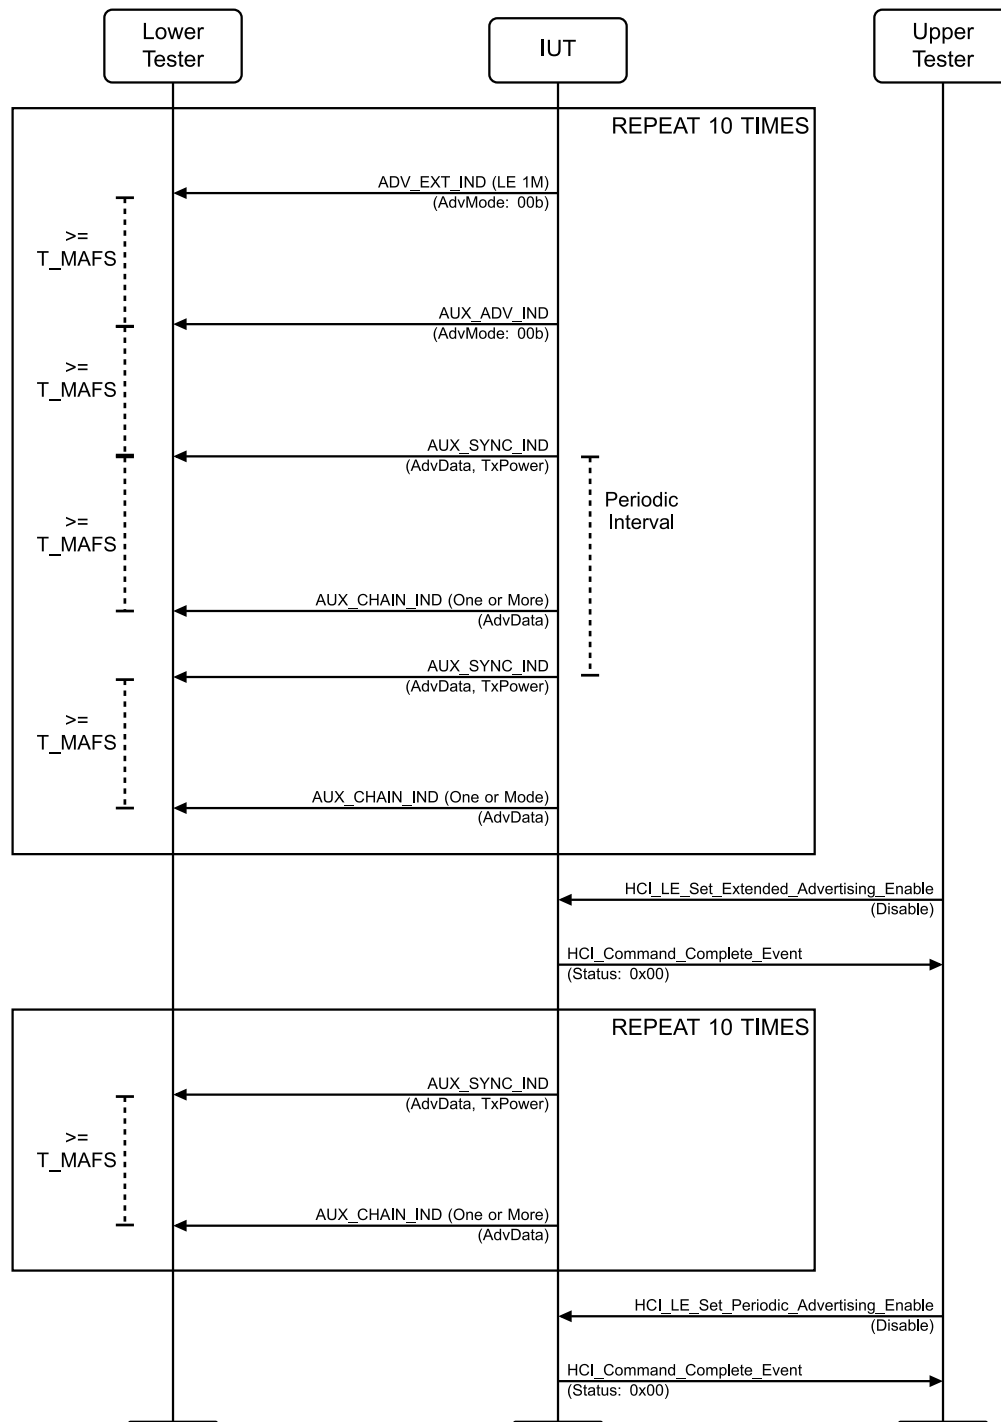 Lower
Tester
IUT
Upper
Tester
REPEAT 10 TIMES
ADV_EXT_IND (LE 1M)
(AdvMode: 00b)
>=
T_MAFS
AUX_ADV_IND
(AdvMode: 00b)
>=
T_MAFS
AUX_SYNC_IND
(AdvData, TxPower)
Periodic
Interval
>=
T_MAFS
AUX_CHAIN_IND (One or More)
(AdvData)
AUX_SYNC_IND
(AdvData, TxPower)
>=
T_MAFS
AUX_CHAIN_IND (One or Mode)
(AdvData)
HCI_LE_Set_Extended_Advertising_Enable
(Disable)
HCI_Command_Complete_Event
(Status: 0x00)
REPEAT 10 TIMES
AUX_SYNC_IND
(AdvData, TxPower)
>=
T_MAFS
AUX_CHAIN_IND (One or More)
(AdvData)
HCI_LE_Set_Periodic_Advertising_Enable
(Disable)
HCI_Command_Complete_Event
(Status: 0x00)